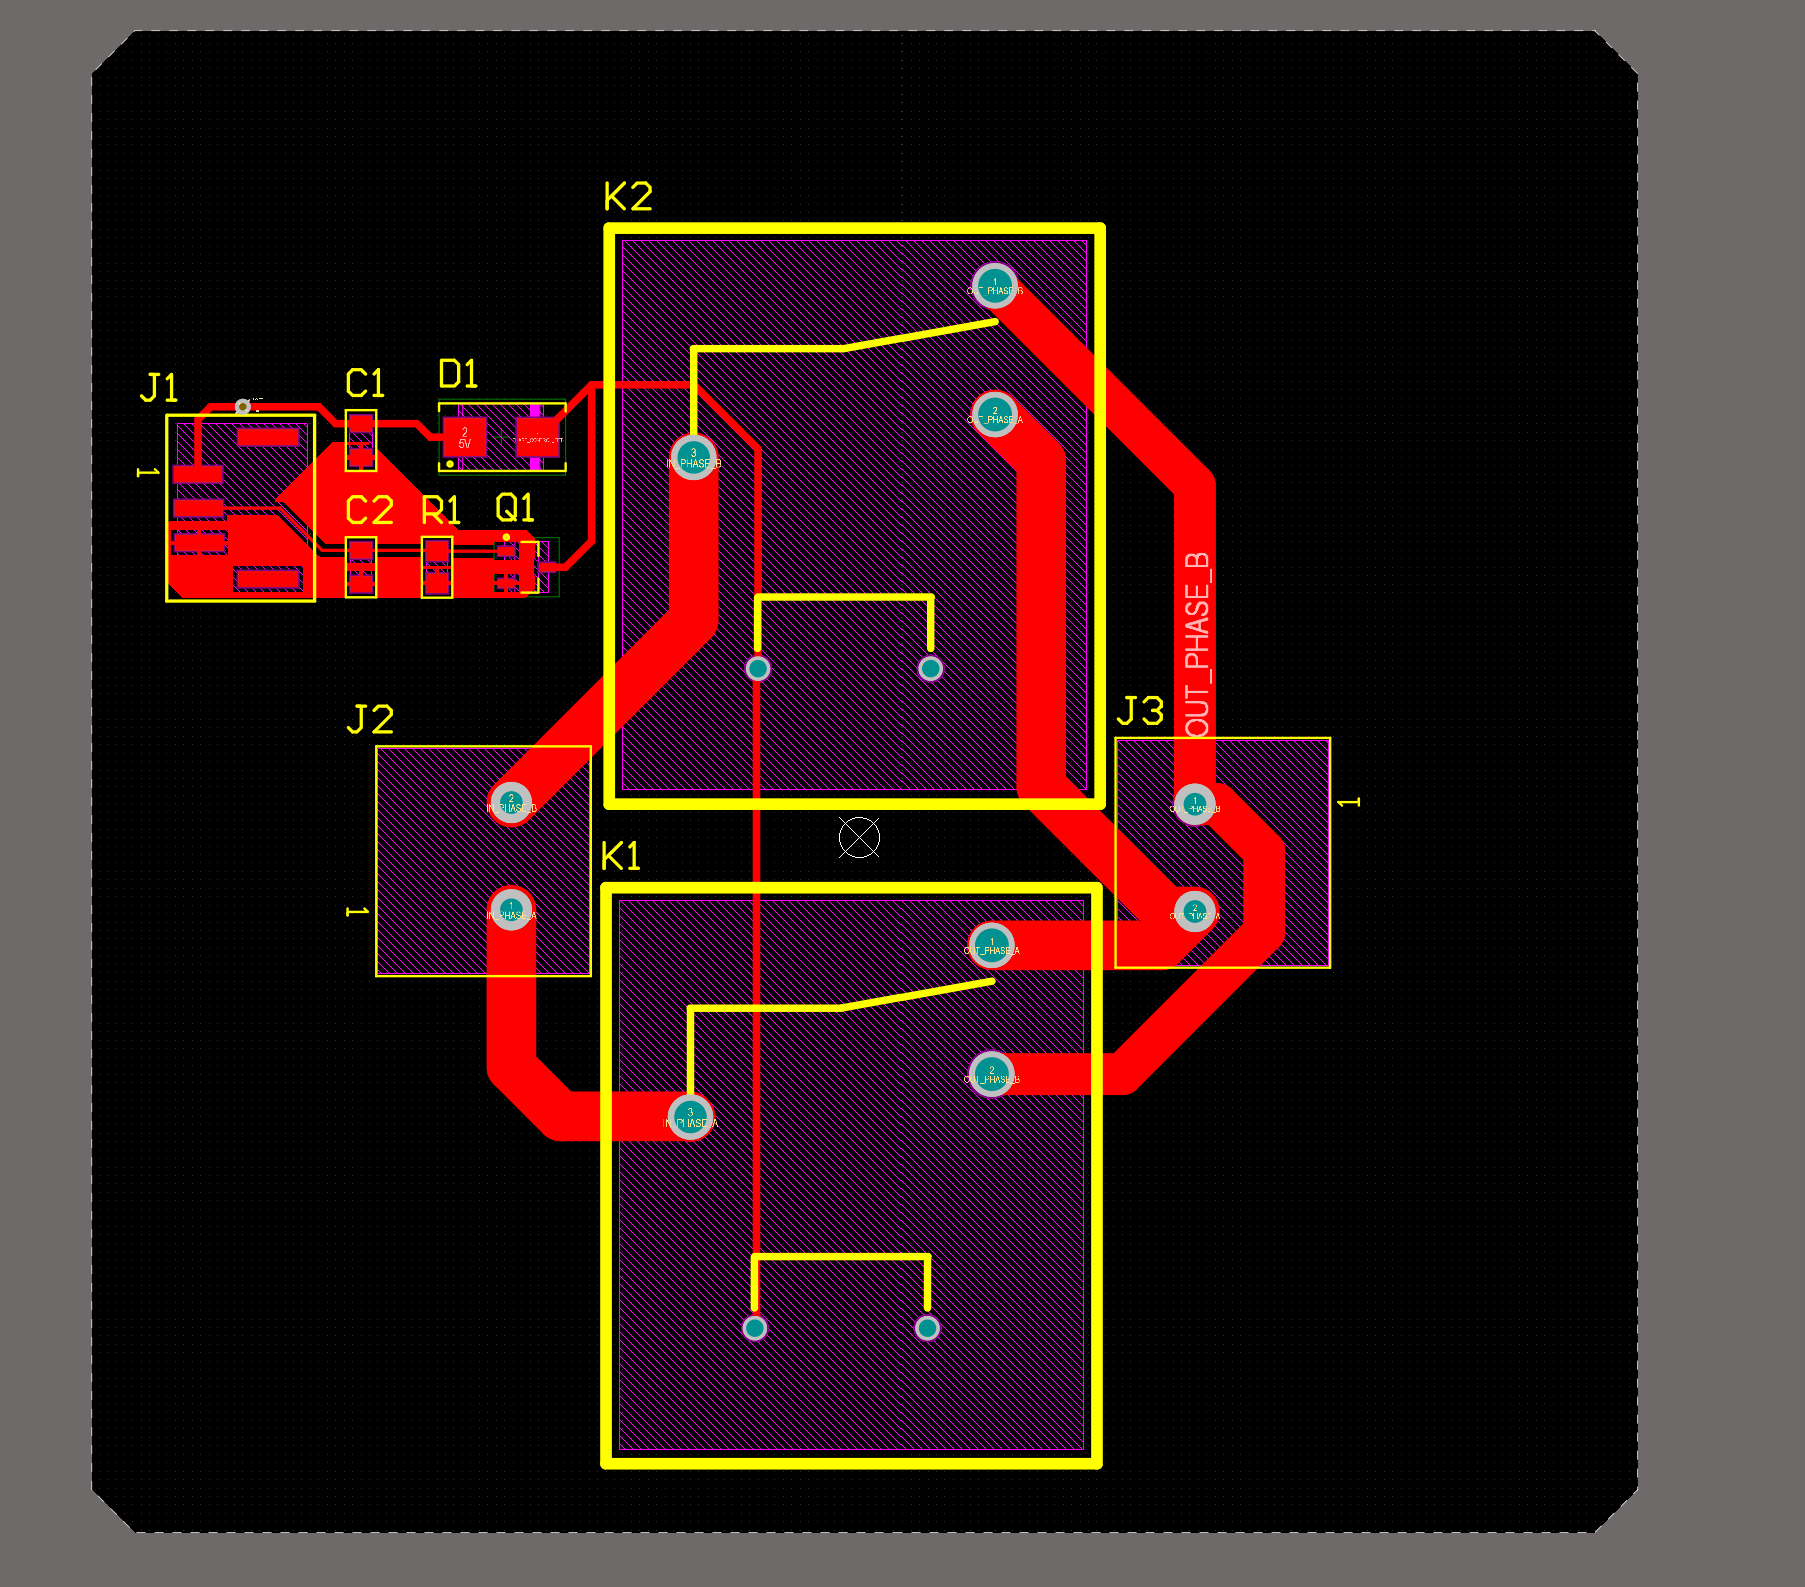 K2
1
OUT_PHASE_B
2
OUT_PHASE_A
3
IN_PHASE_B
J1
C1
D1
2
5V
1
C2
R1
Q1
OUT_PHASE_B
J2
2
IN_PHASE_B
1
IN_PHASE_A
1
J3
1
OUT_PHASE_B
2
OUT_PHASE_A
1
K1
1
OUT_PHASE_A
2
OUT_PHASE_B
3
IN_PHASE_A